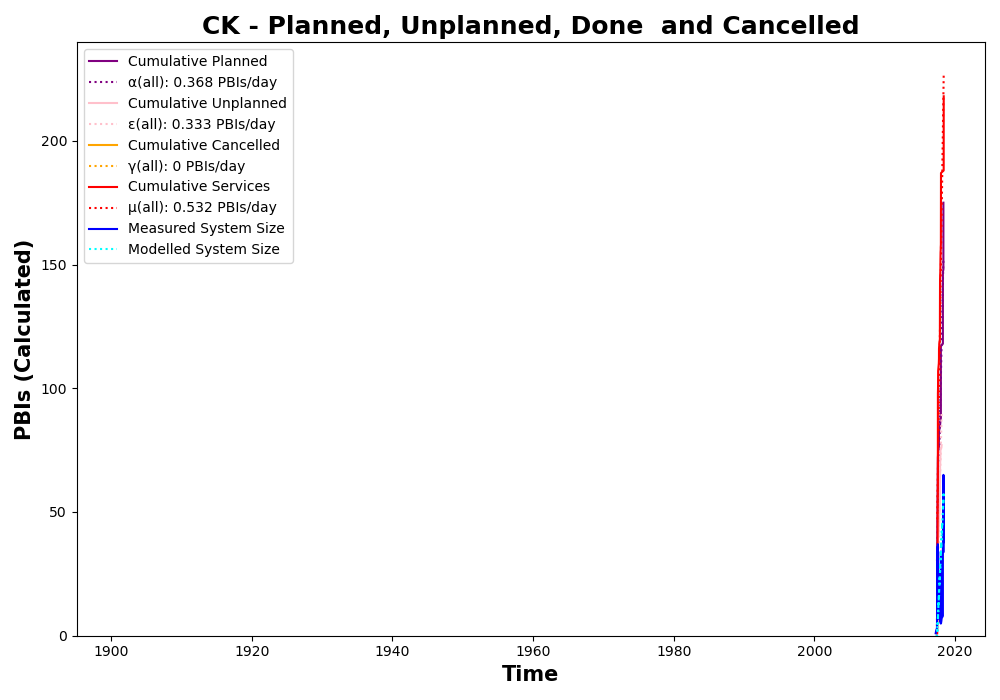 CK - Planned, Unplanned, Done  and Cancelled
Cumulative Planned
α(all): 0.368 PBIs/day
Cumulative Unplanned
ε(all): 0.333 PBIs/day
Cumulative Cancelled
γ(all): 0 PBIs/day
Cumulative Services
μ(all): 0.532 PBIs/day
Measured System Size
Modelled System Size
PBIs (Calculated)
200
150
100
50
0
1900 1920 1940 1960 1980 2000 2020
Time